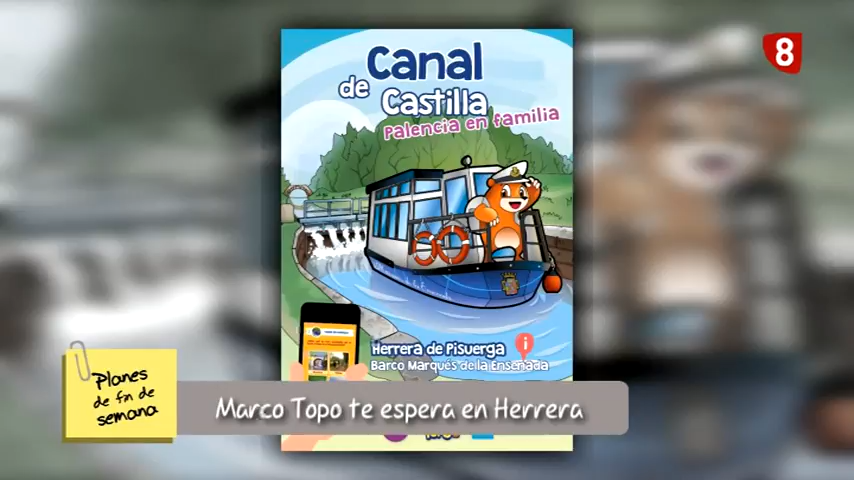 8
Canal
de Castilla
Palencia en familia
Herrera de Pisuerga
i
Barco Marqués de la Ensenada
Planes
de fin de
semana
Marco Topo te espera en Herrera